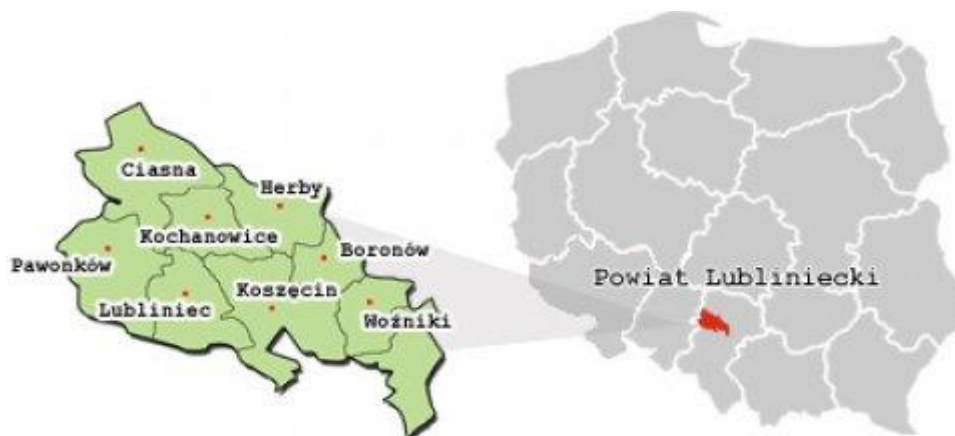 Ciasna
Herby
Kochanowice
Boronów
Pawonków
Koszęcin
Lubliniec
Woźniki
Powiat Lubliniecki